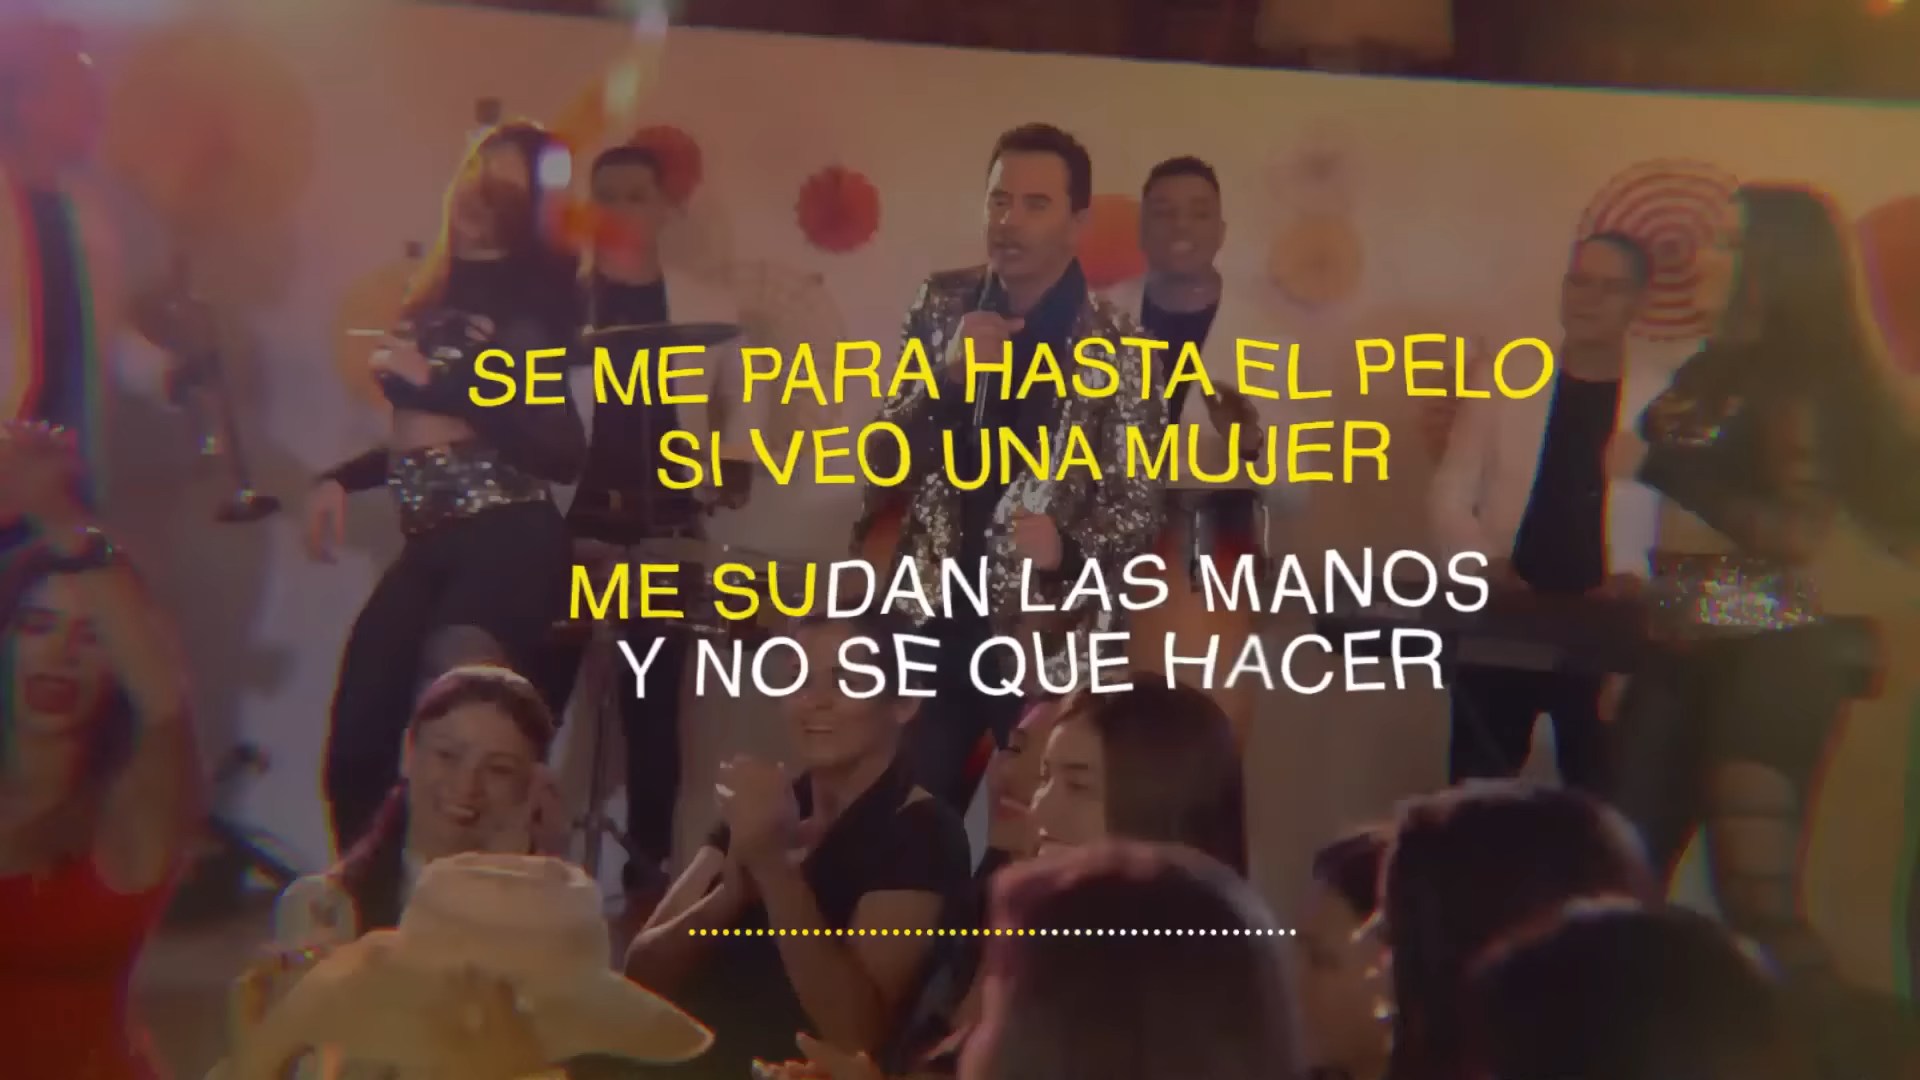 SE ME PARA HASTA EL PELO
SI VEO UNA MUJER
ME SUDAN LAS MANOS
Y NO SE QUE HACER